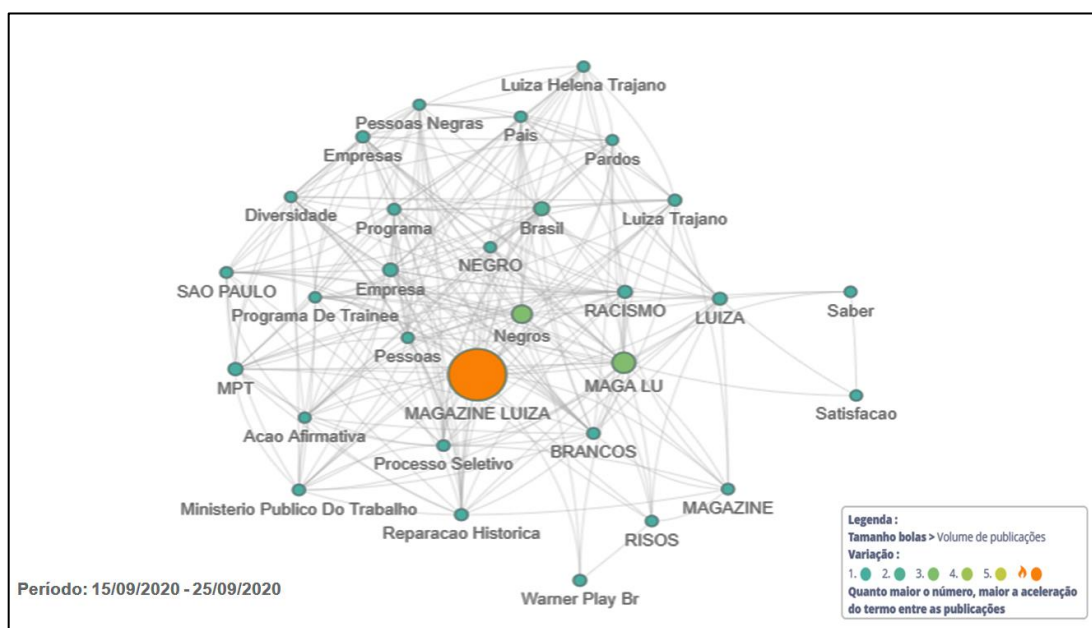 Luiza Helena Trajano
Pessoas Negras
Pais
Empresas
Pardos
Diversidade
Programa
Brasil
Luiza Trajano
NEGRO
SAO PAULO
Empresa
Programa De Trainee
RACISMO
LUIZA
Saber
Negros
Pessoas
MPT
MAGAZINE LUIZA
MAGA LU
Satisfacao
Acao Afirmativa
Processo Seletivo
BRANCOS
Ministerio Publico Do Trabalho
Reparacao Historica
RISOS
MAGAZINE
Warner Play Br
Período: 15/09/2020 - 25/09/2020
Legenda :
Tamanho bolas > Volume de publicações
Variação :
1. 2. 3. 4. 5.
Quanto maior o número, maior a aceleração
do termo entre as publicações